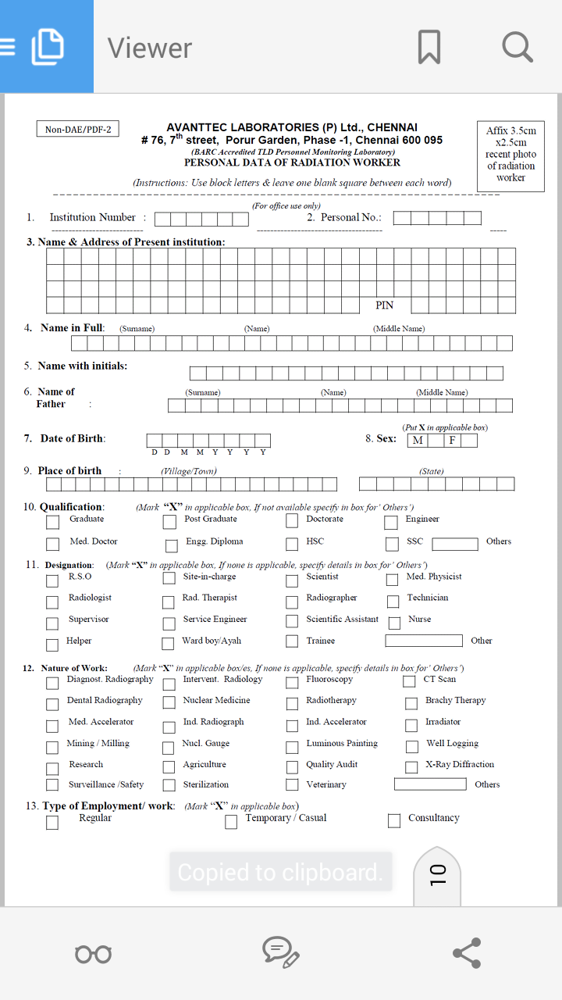 Viewer
Non-DAE/PDF-2
AVANTTEC LABORATORIES (P) Ltd., CHENNAI
# 76, 7th street, Porur Garden, Phase -1, Chennai 600 095
(BARC Accredited TLD Personnel Monitoring Laboratory)
PERSONAL DATA OF RADIATION WORKER
(Instructions: Use block letters & leave one blank square between each word)
Affix 3.5cm
x2.5cm
recent photo
of radiation
worker
(For office use only)
1. Institution Number : 2. Personal No.:
3. Name & Address of Present institution:
PIN
4. Name in Full: (Surname) (Name) (Middle Name)
5. Name with initials:
6. Name of (Surname) (Name) (Middle Name)
Father :
(Put X in applicable box)
7. Date of Birth: 8. Sex: M F
D D M M Y Y Y Y
9. Place of birth : (Village/Town) (State)
10. Qualification: (Mark “X” in applicable box, If not available specify in box for’ Others’)
Graduate Post Graduate Doctorate Engineer
Med. Doctor Engg. Diploma HSC SSC Others
11. Designation: (Mark “X” in applicable box, If none is applicable, specify details in box for’ Others’)
R.S.O Site-in-charge Scientist Med. Physicist
Radiologist Rad. Therapist Radiographer Technician
Supervisor Service Engineer Scientific Assistant Nurse
Helper Ward boy/Ayah Trainee Other
12. Nature of Work: (Mark “X” in applicable box/es, If none is applicable, specify details in box for’ Others’)
Diagnost. Radiography Intervent. Radiology Fluoroscopy CT Scan
Dental Radiography Nuclear Medicine Radiotherapy Brachy Therapy
Med. Accelerator Ind. Radiograph Ind. Accelerator Irradiator
Mining / Milling Nucl. Gauge Luminous Painting Well Logging
Research Agriculture Quality Audit X-Ray Diffraction
Surveillance /Safety Sterilization Veterinary Others
13. Type of Employment/ work: (Mark “X” in applicable box)
Regular Temporary / Casual Consultancy
Copied to clipboard.
10